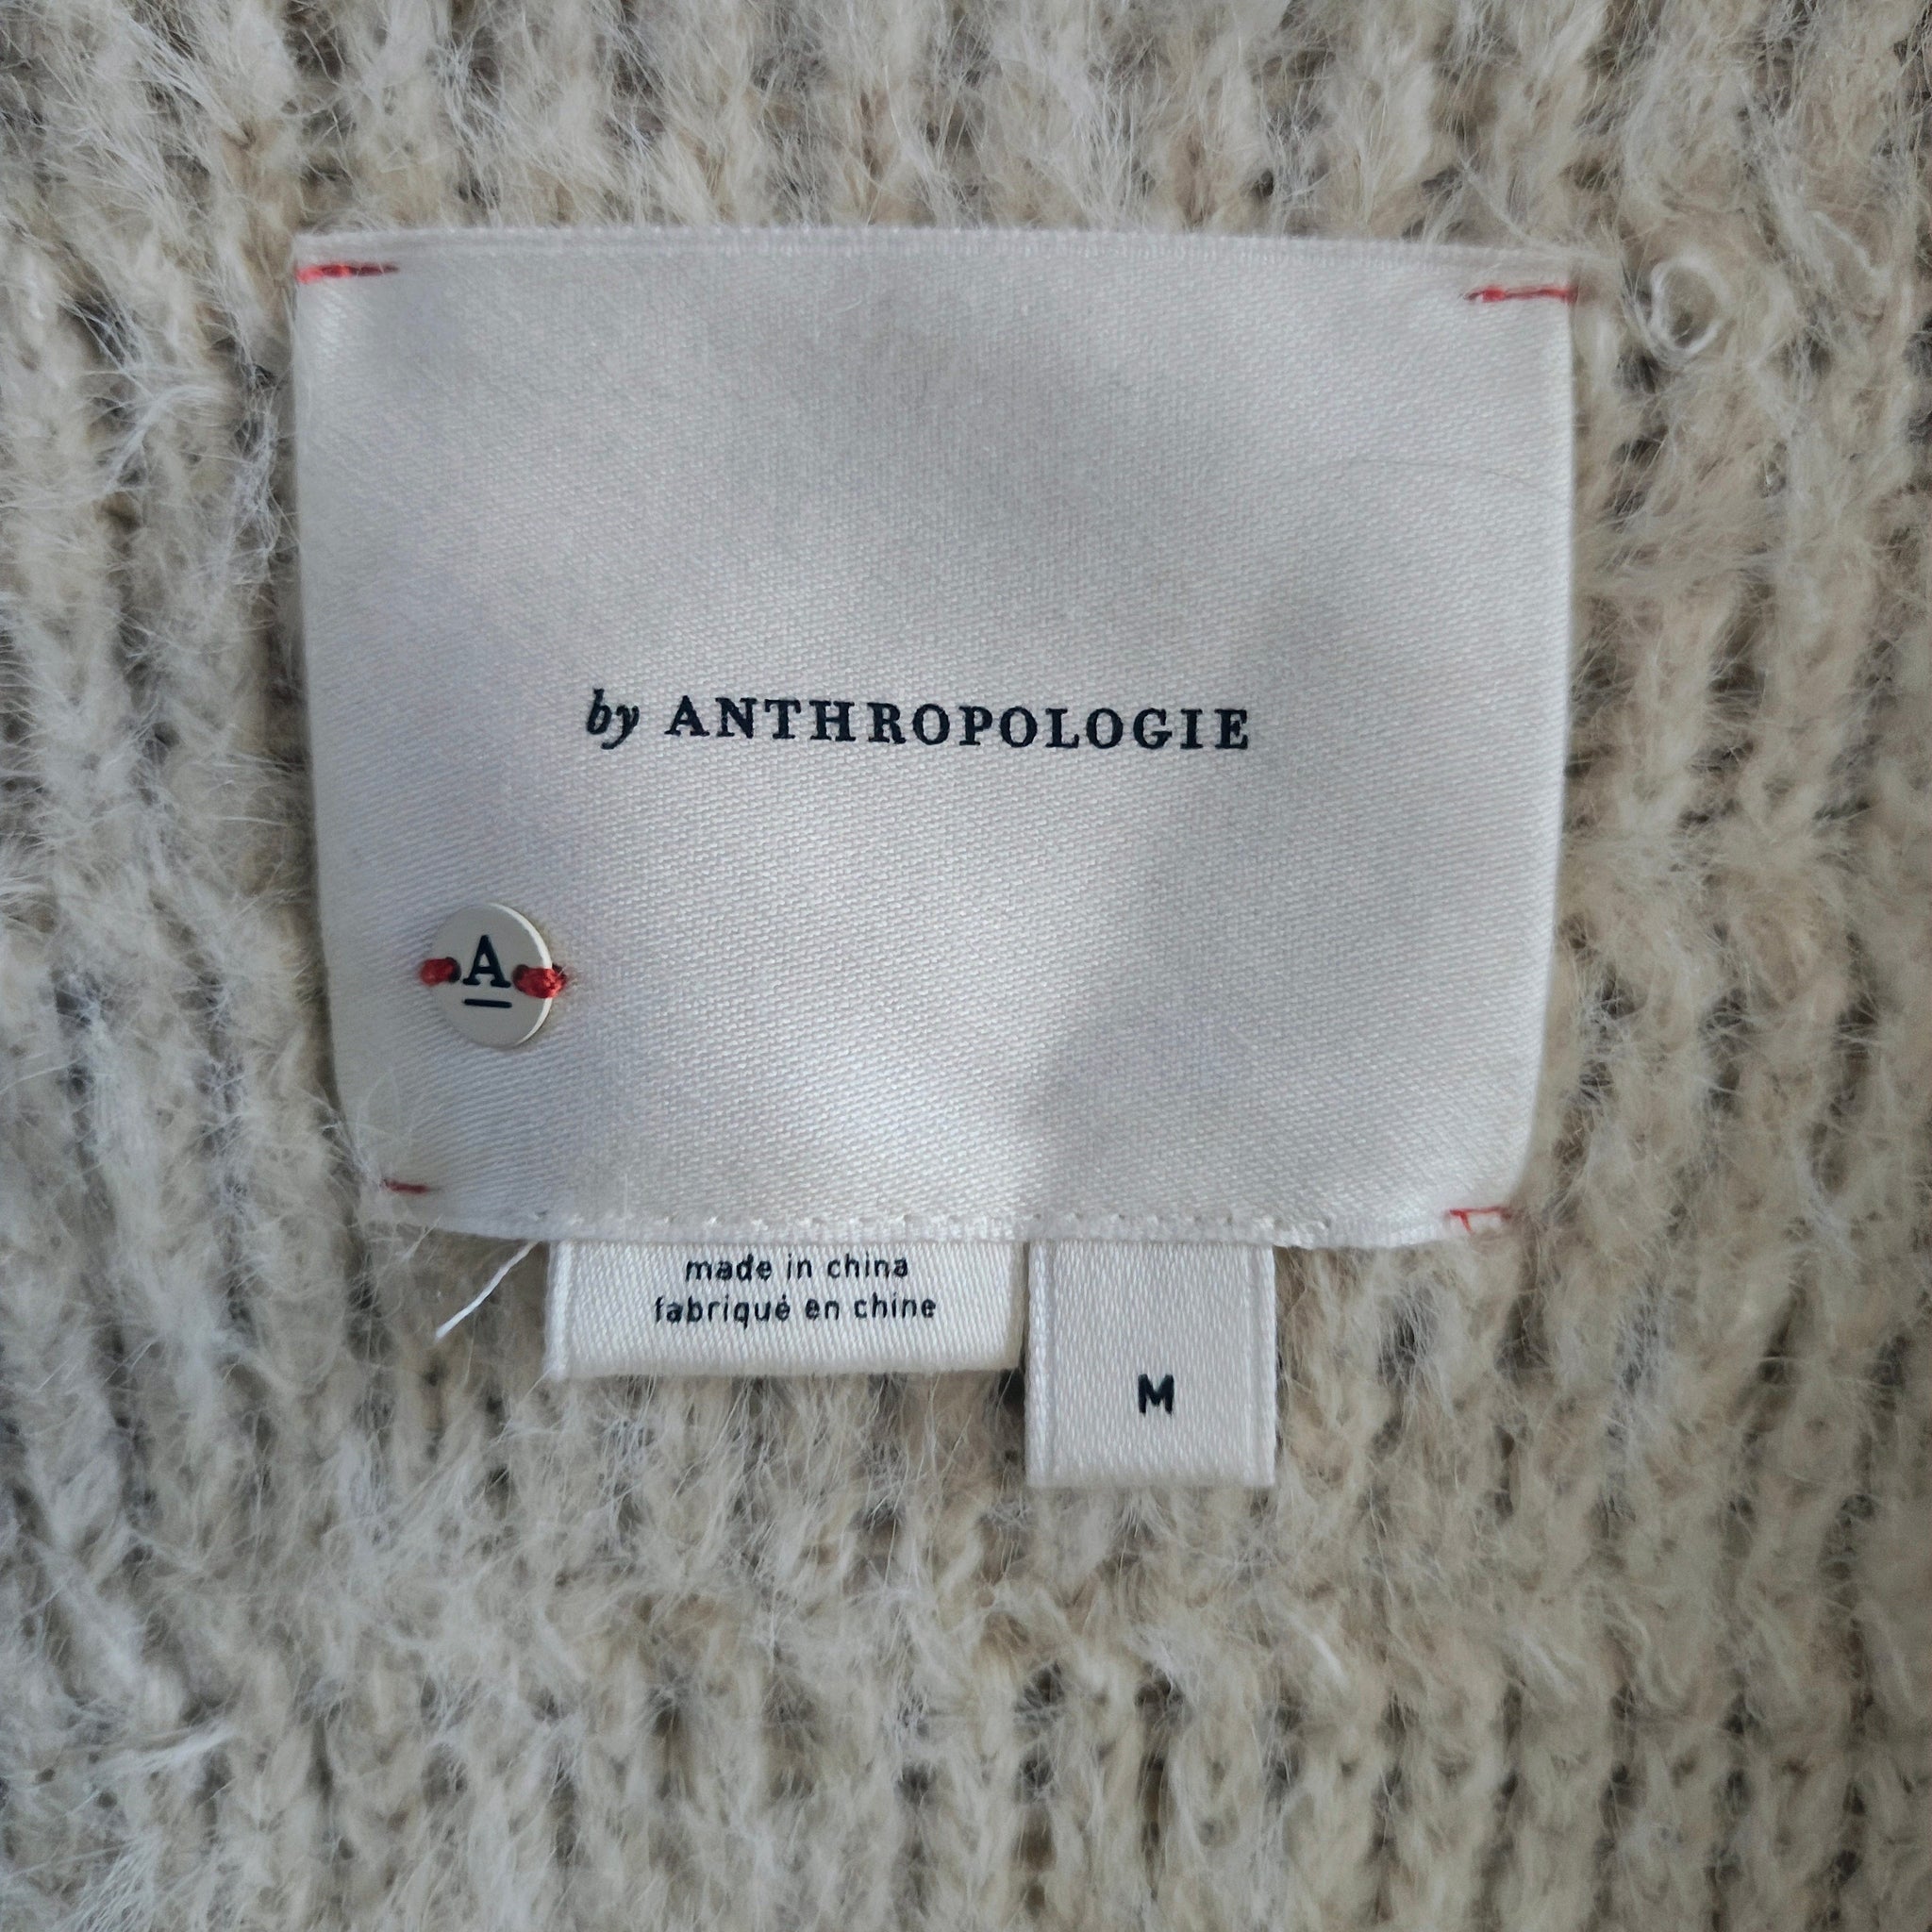 by ANTHROPOLOGIE
A
made in china
fabriqué en chine
M